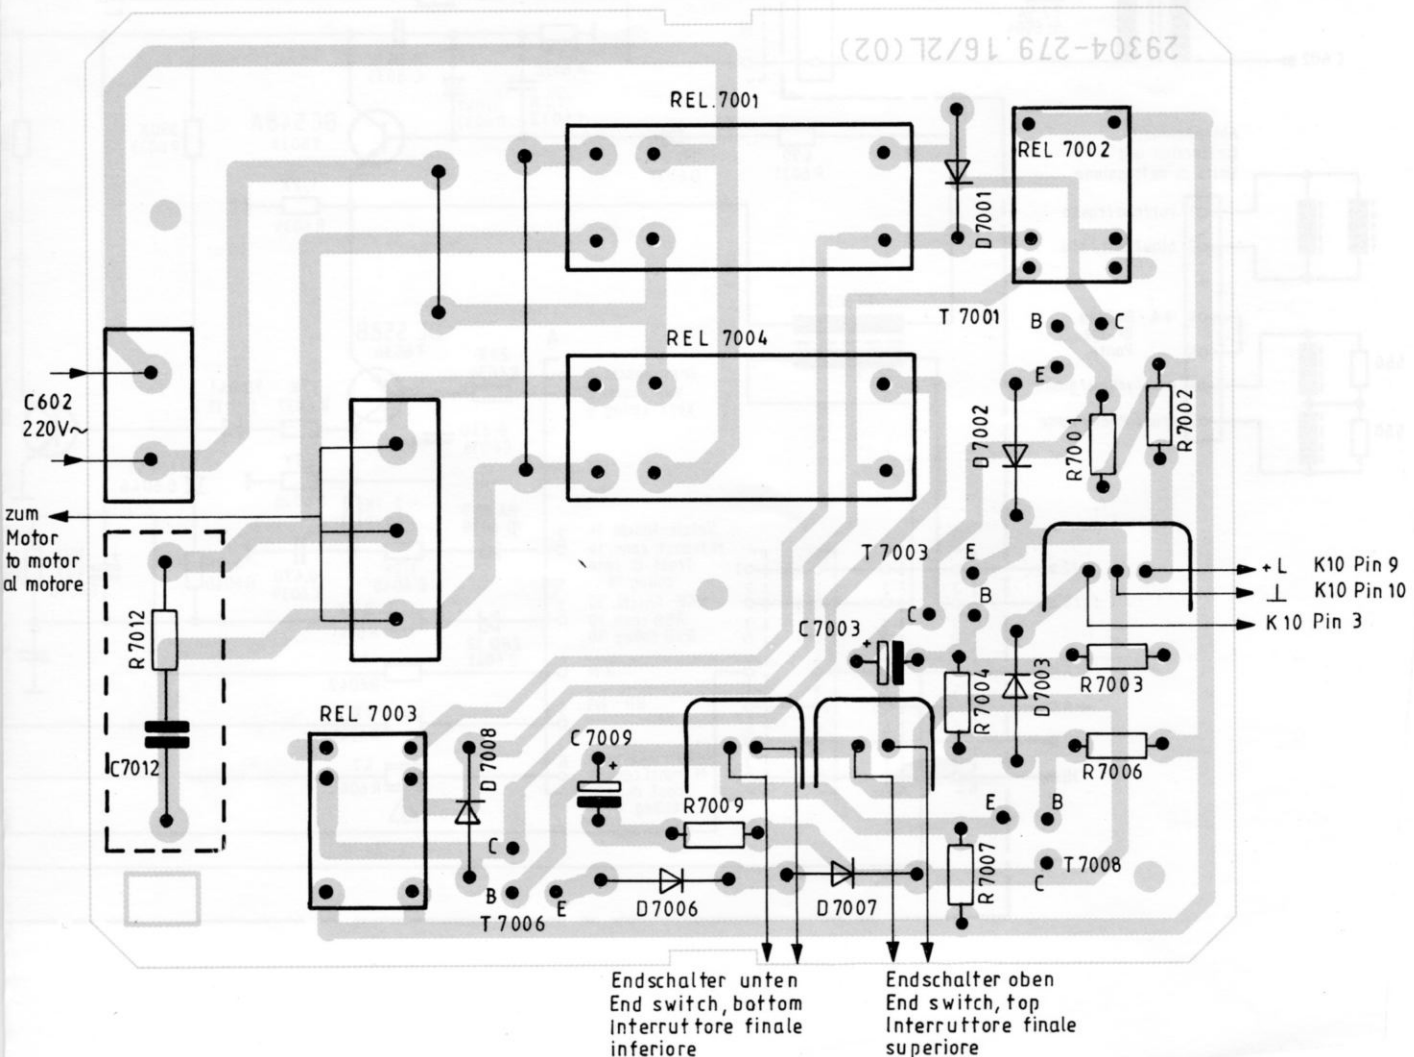 29304-279.16/2L(02)
REL.7001
REL 7002
D7001
T 7001
B
C
E
REL 7004
C602
220V~
D7002
R7001
R7002
zum
Motor
to motor
al motore
T 7003
E
B
C
+L K10 Pin 9
⊥ K10 Pin 10
K10 Pin 3
C7003
+
R7012
R7004
D7003
R7003
REL 7003
D7008
C7009
+
C7012
R7006
R7009
E
B
C
R7007
T7008
C
B
E
T7006
D7006
D7007
Endschalter unten
End switch, bottom
Interruttore finale
inferiore
Endschalter oben
End switch, top
Interruttore finale
superiore